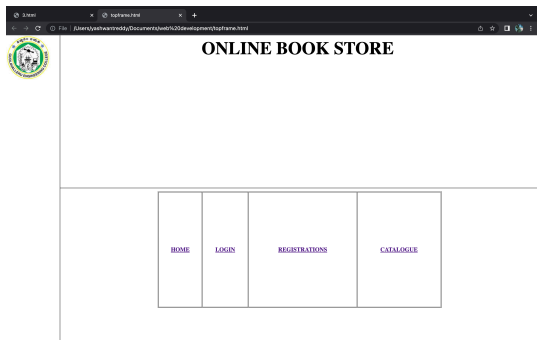 3.html
topframe.html
File
/Users/yashwantreddy/Documents/web%20development/topframe.html
ONLINE BOOK STORE
HOME
LOGIN
REGISTRATIONS
CATALOGUE